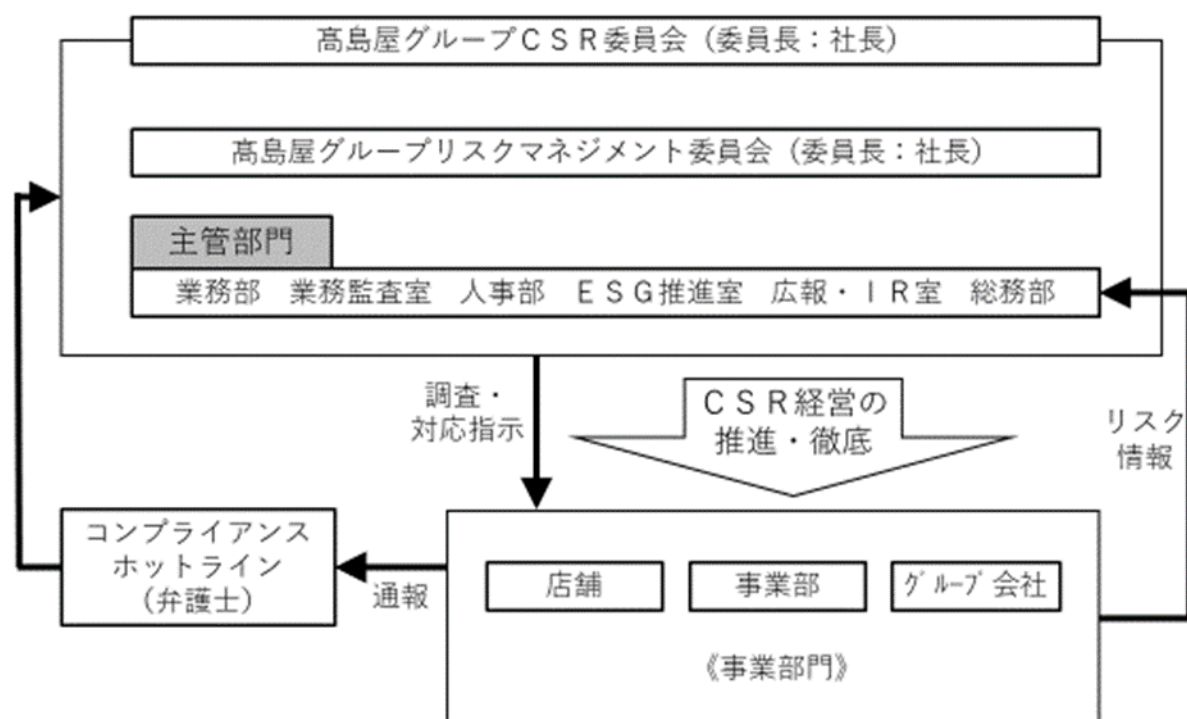 髙島屋グループＣＳＲ委員会（委員長：社長）
髙島屋グループリスクマネジメント委員会（委員長：社長）
主管部門
業務部　業務監査室　人事部　ＥＳＧ推進室　広報・ＩＲ室　総務部
調査・
対応指示
ＣＳＲ経営の
推進・徹底
リスク
情報
コンプライアンス
ホットライン
（弁護士）
通報
店舗
事業部
ｸﾞﾙｰﾌﾟ会社
《事業部門》